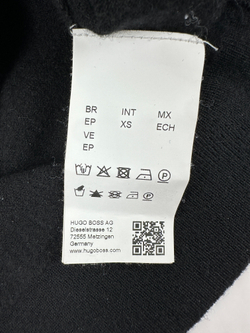 BR INT MX
EP XS ECH
VE
EP
HUGO BOSS AG
Dieselstrasse 12
72555 Metzingen
Germany
www.hugoboss.com